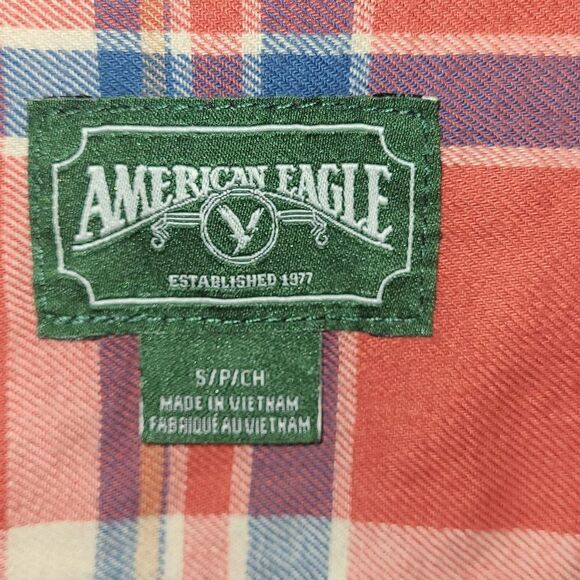 AMERICAN EAGLE
ESTABLISHED 1977
S/P/CH
MADE IN VIETNAM
FABRIQUÉ AU VIETNAM